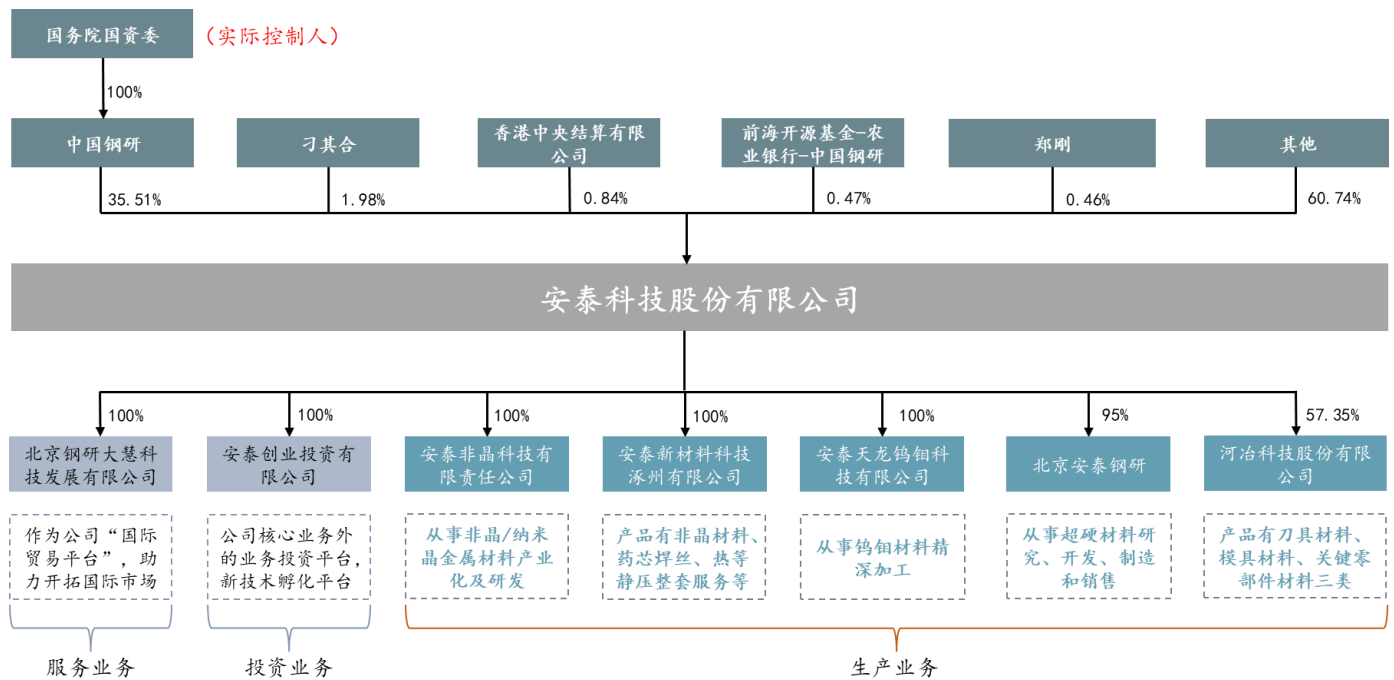 国务院国资委
（实际控制人）
100%
中国钢研
刁其合
香港中央结算有限
公司
前海开源基金-农
业银行-中国钢研
郑刚
其他
35.51%
1.98%
0.84%
0.47%
0.46%
60.74%
安泰科技股份有限公司
100%
100%
100%
100%
100%
95%
57.35%
北京钢研大慧科
技发展有限公司
安泰创业投资有
限公司
安泰非晶科技有
限责任公司
安泰新材料科技
涿州有限公司
安泰天龙钨钼科
技有限公司
北京安泰钢研
河冶科技股份有限公
司
作为公司“国际
贸易平台”，助
力开拓国际市场
公司核心业务外
的业务投资平台，
新技术孵化平台
从事非晶/纳米
晶金属材料产业
化及研发
产品有非晶材料、
药芯焊丝、热等
静压整套服务等
从事钨钼材料精
深加工
从事超硬材料研
究、开发、制造
和销售
产品有刀具材料、
模具材料、关键零
部件材料三类
服务业务
投资业务
生产业务